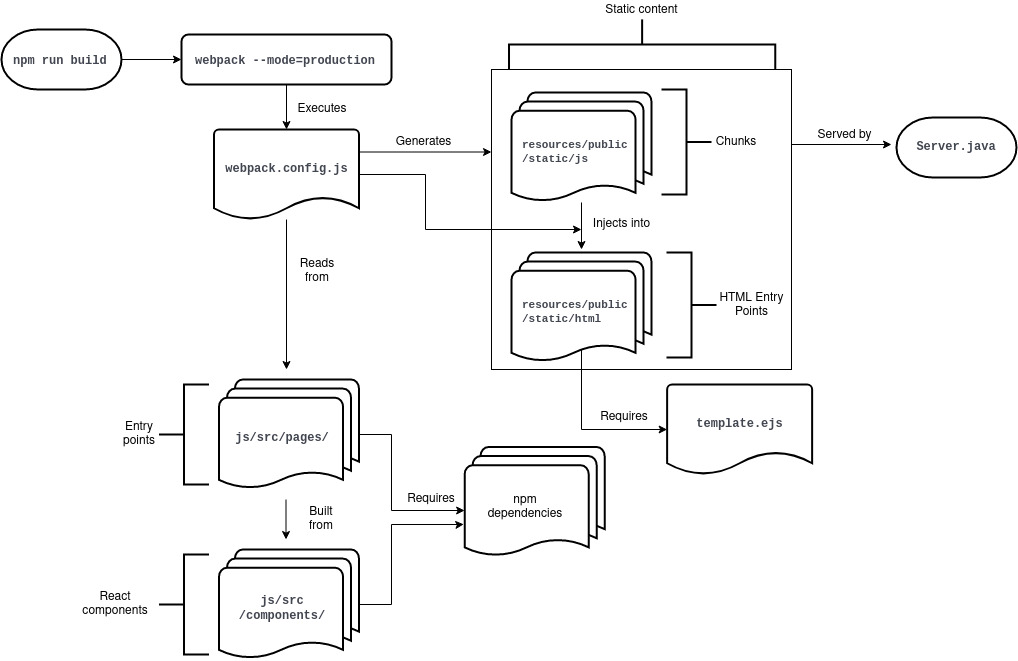 Static content
npm run build
webpack --mode=production
Executes
Generates
webpack.config.js
resources/public
/static/js
Chunks
Served by
Server.java
Injects into
Reads
from
resources/public
/static/html
HTML Entry
Points
Entry
points
js/src/pages/
Requires
template.ejs
Requires
npm
dependencies
Built
from
React
components
js/src
/components/